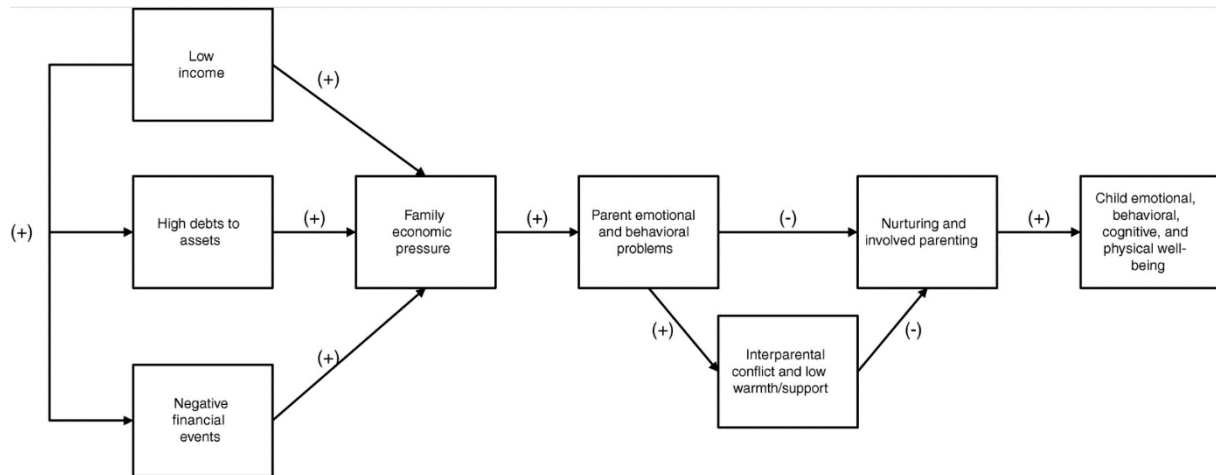 Low
income
(+)
(+)
High debts to
assets
(+)
Family
economic
pressure
(+)
Parent emotional
and behavioral
problems
(-)
Nurturing and
involved parenting
(+)
Child emotional,
behavioral,
cognitive, and
physical well-
being
(+)
Negative
financial
events
(+)
Interparental
conflict and low
warmth/support
(-)